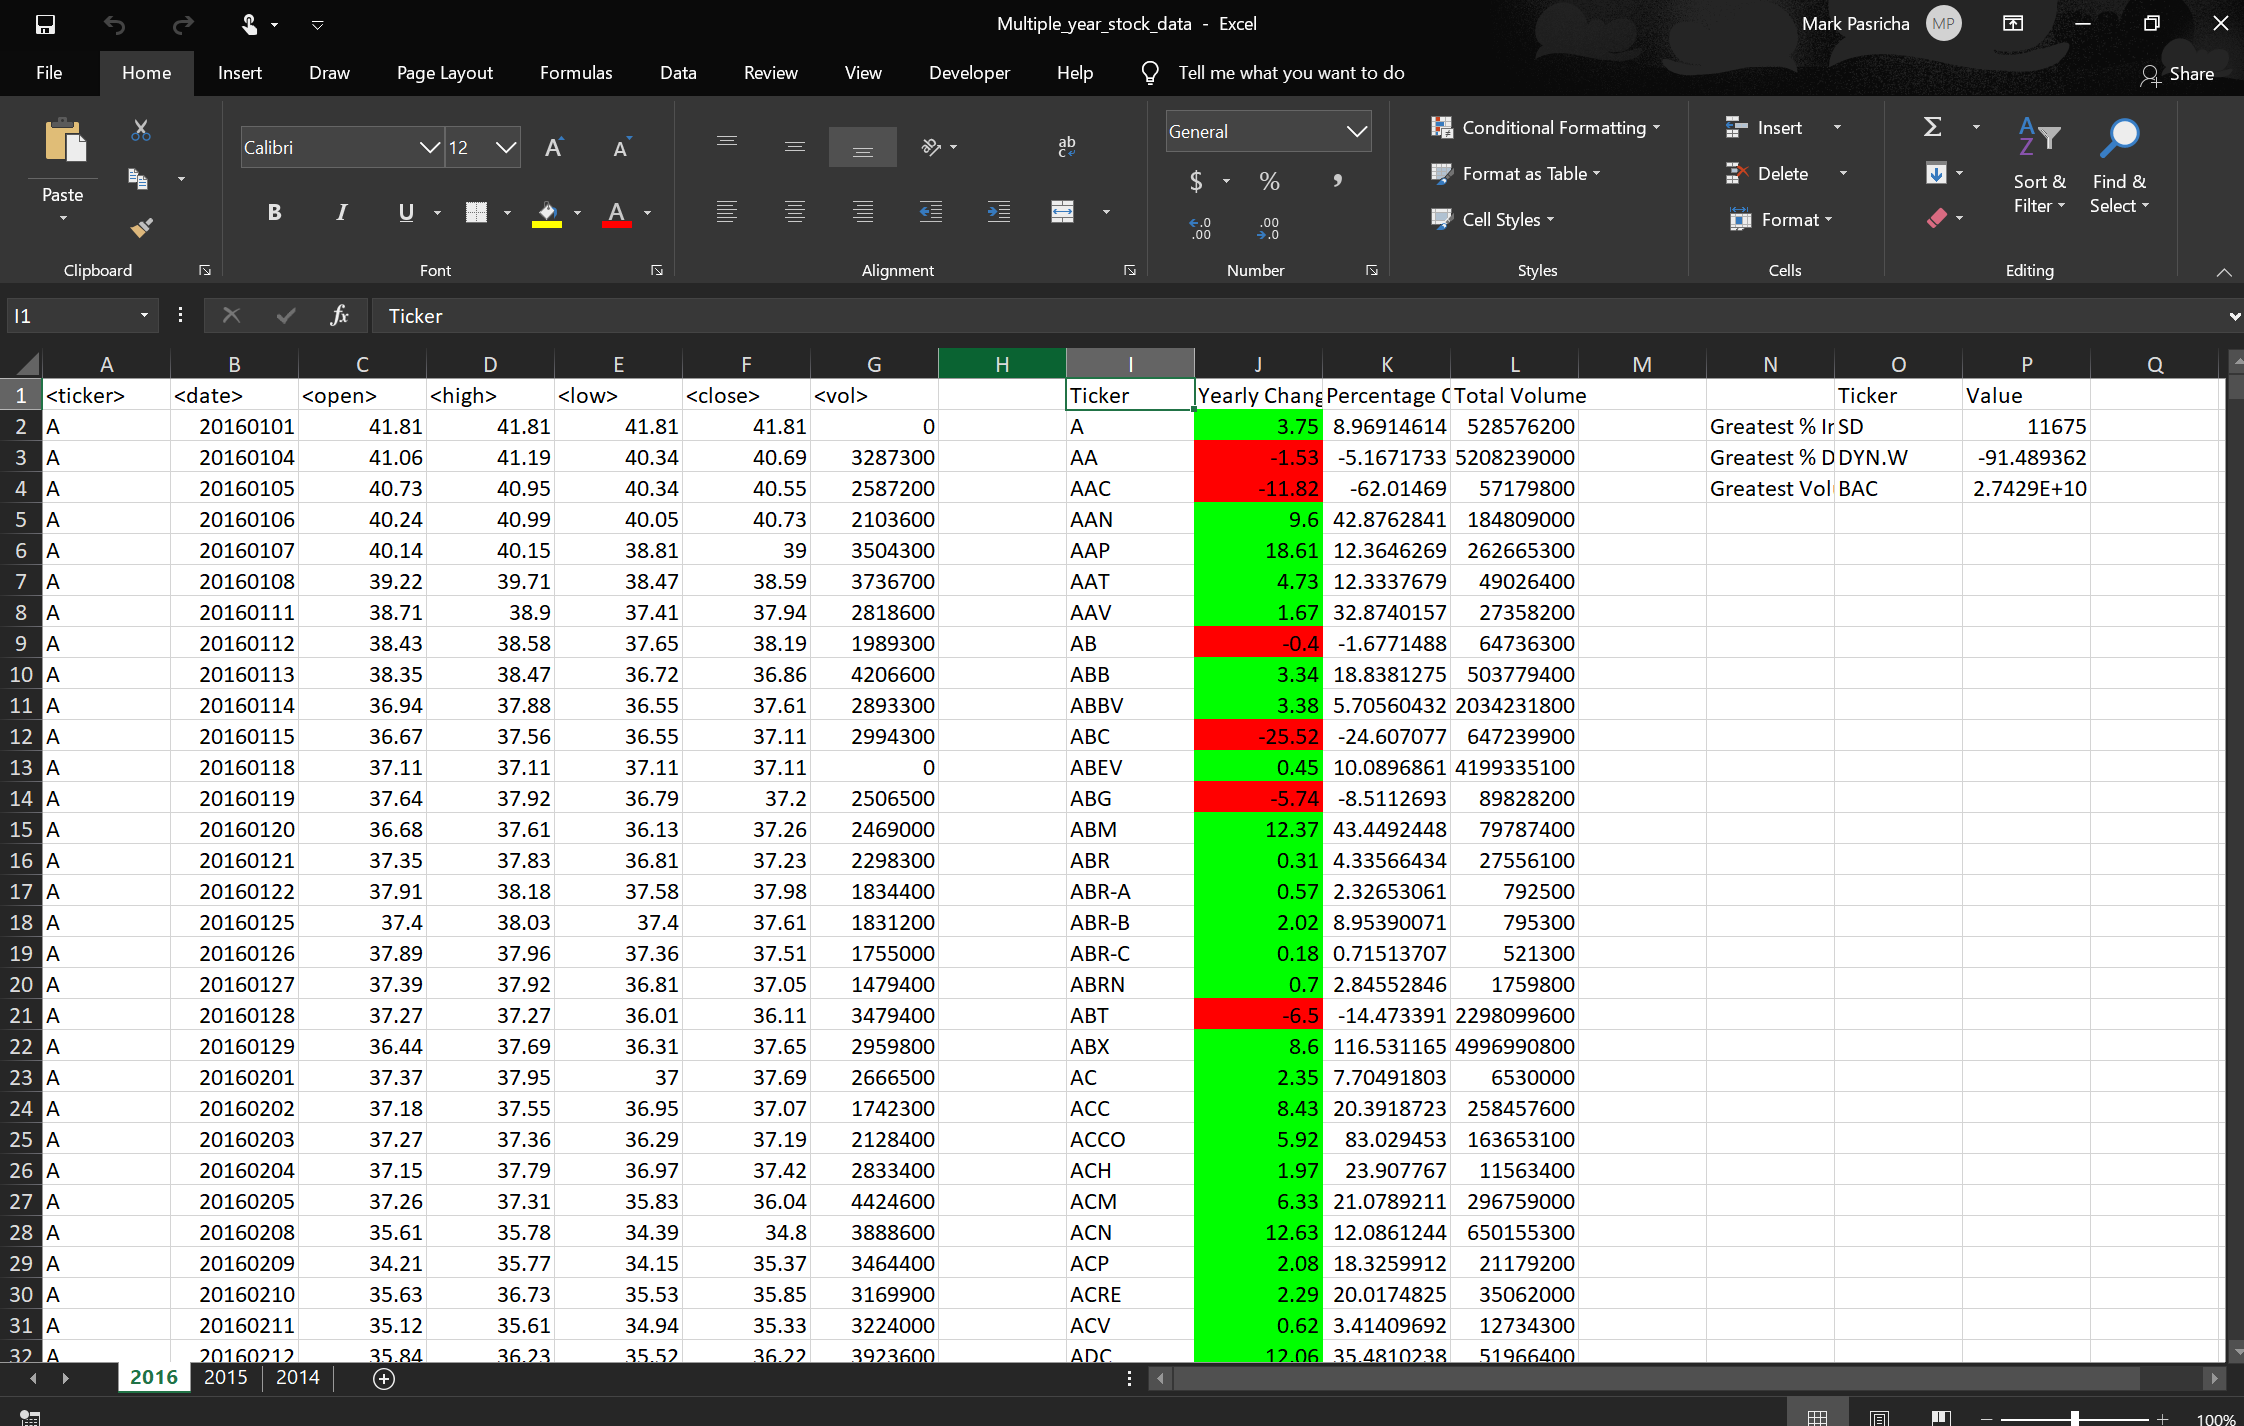 Multiple_year_stock_data - Excel
Mark Pasricha MP
File Home Insert Draw Page Layout Formulas Data Review View Developer Help Tell me what you want to do Share
Paste
Clipboard
Calibri 12
B I U A
Font
ab
Alignment
General
$ % ,
Number
Conditional Formatting
Format as Table
Cell Styles
Styles
Insert
Delete
Format
Cells
Sort & Filter
Find & Select
Editing
I1 fx Ticker
A B C D E F G H I J K L M N O P Q
1 <ticker> <date> <open> <high> <low> <close> <vol> Ticker Yearly Chang Percentage C Total Volume Ticker Value
2 A 20160101 41.81 41.81 41.81 41.81 0 A 3.75 8.96914614 528576200 Greatest % In SD 11675
3 A 20160104 41.06 41.19 40.34 40.69 3287300 AA -1.53 -5.1671733 5208239000 Greatest % D DYN.W -91.489362
4 A 20160105 40.73 40.95 40.34 40.55 2587200 AAC -11.82 -62.01469 57179800 Greatest Vol BAC 2.7429E+10
5 A 20160106 40.24 40.99 40.05 40.73 2103600 AAN 9.6 42.8762841 184809000
6 A 20160107 40.14 40.15 38.81 39 3504300 AAP 18.61 12.3646269 262665300
7 A 20160108 39.22 39.71 38.47 38.59 3736700 AAT 4.73 12.3337679 49026400
8 A 20160111 38.71 38.9 37.41 37.94 2818600 AAV 1.67 32.8740157 27358200
9 A 20160112 38.43 38.58 37.65 38.19 1989300 AB -0.4 -1.6771488 64736300
10 A 20160113 38.35 38.47 36.72 36.86 4206600 ABB 3.34 18.8381275 503779400
11 A 20160114 36.94 37.88 36.55 37.61 2893300 ABBV 3.38 5.70560432 2034231800
12 A 20160115 36.67 37.56 36.55 37.11 2994300 ABC -25.52 -24.607077 647239900
13 A 20160118 37.11 37.11 37.11 37.11 0 ABEV 0.45 10.0896861 4199335100
14 A 20160119 37.64 37.92 36.79 37.2 2506500 ABG -5.74 -8.5112693 89828200
15 A 20160120 36.68 37.61 36.13 37.26 2469000 ABM 12.37 43.4492448 79787400
16 A 20160121 37.35 37.83 36.81 37.23 2298300 ABR 0.31 4.33566434 27556100
17 A 20160122 37.91 38.18 37.58 37.98 1834400 ABR-A 0.57 2.32653061 792500
18 A 20160125 37.4 38.03 37.4 37.61 1831200 ABR-B 2.02 8.95390071 795300
19 A 20160126 37.89 37.96 37.36 37.51 1755000 ABR-C 0.18 0.71513707 521300
20 A 20160127 37.39 37.92 36.81 37.05 1479400 ABRN 0.7 2.84552846 1759800
21 A 20160128 37.27 37.27 36.01 36.11 3479400 ABT -6.5 -14.473391 2298099600
22 A 20160129 36.44 37.69 36.31 37.65 2959800 ABX 8.6 116.531165 4996990800
23 A 20160201 37.37 37.95 37 37.69 2666500 AC 2.35 7.70491803 6530000
24 A 20160202 37.18 37.55 36.95 37.07 1742300 ACC 8.43 20.3918723 258457600
25 A 20160203 37.27 37.36 36.29 37.19 2128400 ACCO 5.92 83.029453 163653100
26 A 20160204 37.15 37.79 36.97 37.42 2833400 ACH 1.97 23.907767 11563400
27 A 20160205 37.26 37.31 35.83 36.04 4424600 ACM 6.33 21.0789211 296759000
28 A 20160208 35.61 35.78 34.39 34.8 3888600 ACN 12.63 12.0861244 650155300
29 A 20160209 34.21 35.77 34.15 35.37 3464400 ACP 2.08 18.3259912 21179200
30 A 20160210 35.63 36.73 35.53 35.85 3169900 ACRE 2.29 20.0174825 35062000
31 A 20160211 35.12 35.61 34.94 35.33 3224000 ACV 0.62 3.41409692 12734300
32 A 20160212 35.84 36.23 35.52 36.22 3923600 ADC 12.06 35.4810238 51966400
2016 2015 2014
100%